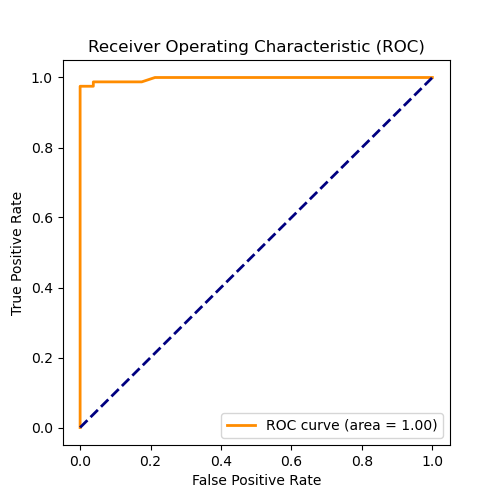 Receiver Operating Characteristic (ROC)
1.0
0.8
0.6
0.4
0.2
0.0
True Positive Rate
ROC curve (area = 1.00)
0.0 0.2 0.4 0.6 0.8 1.0
False Positive Rate